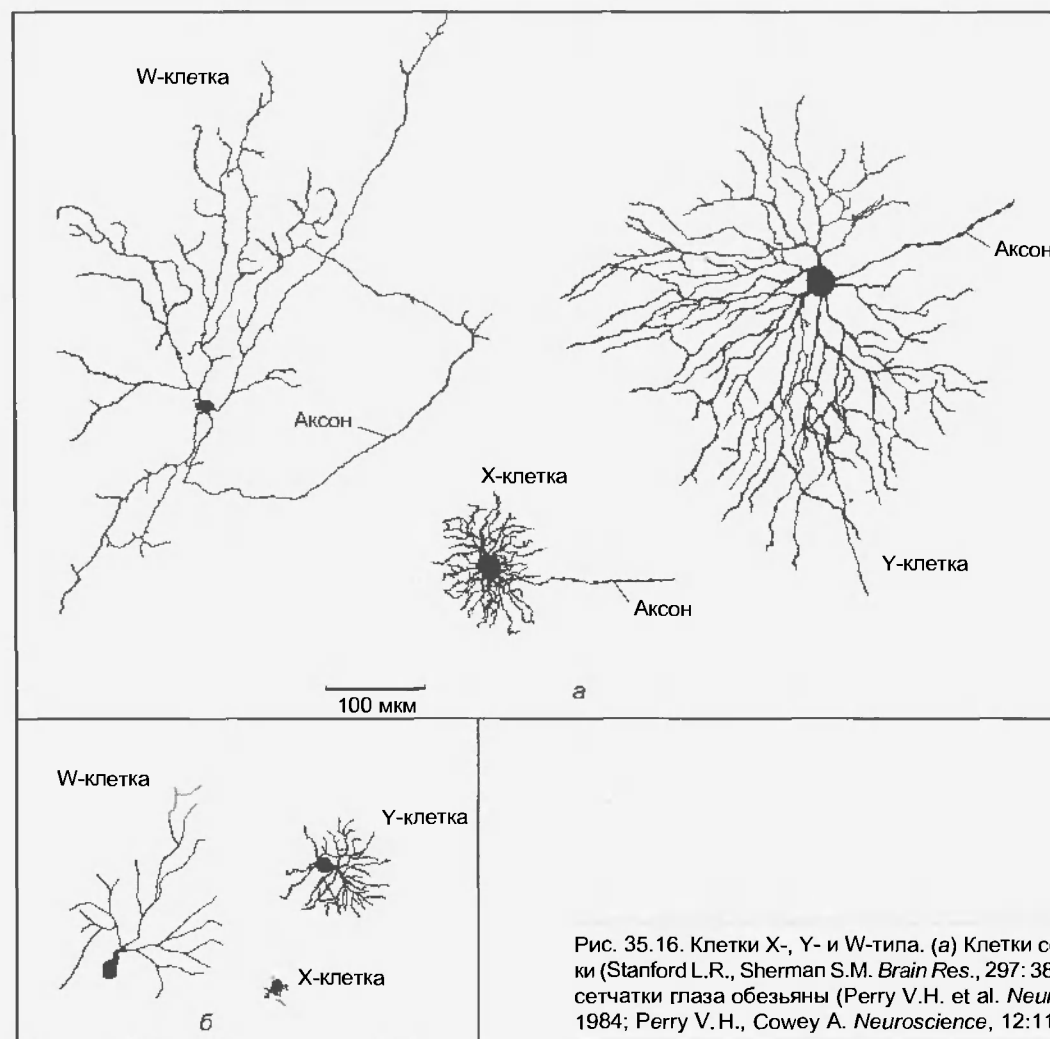 W-клетка
Аксон
Аксон
X-клетка
Y-клетка
Аксон
100 мкм
а
W-клетка
Y-клетка
X-клетка
б
Рис. 35.16. Клетки X-, Y- и W-типа. (а) Клетки
ки (Stanford L.R., Sherman S.M. Brain Res., 297: 38
сетчатки глаза обезьяны (Perry V.H. et al.
1984; Perry V.H., Cowey A. Neuroscience, 12:11